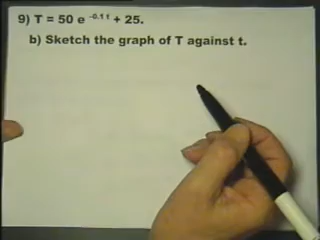 9) T = 50 e ^-0.1 t + 25.
b) Sketch the graph of T against t.